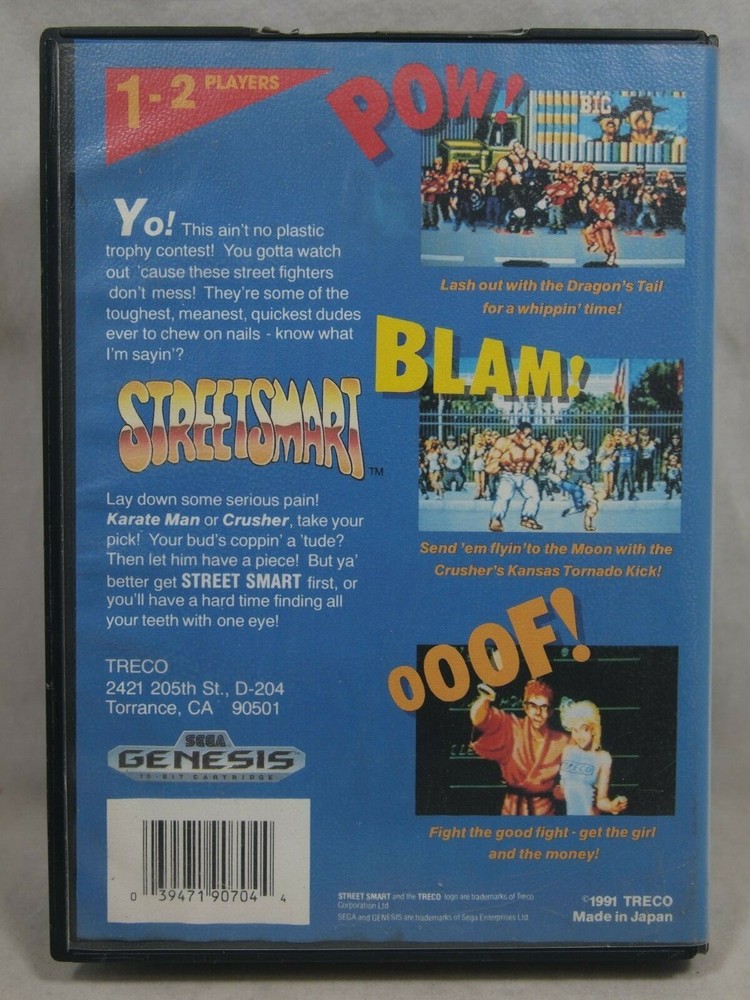 1-2 PLAYERS
POW!
BIG
Yo! This ain't no plastic
trophy contest! You gotta watch
out 'cause these street fighters
don't mess! They're some of the
toughest, meanest, quickest dudes
ever to chew on nails - know what
I'm sayin'?
Lash out with the Dragon's Tail
for a whippin' time!
BLAM!
STREET SMART™
Send 'em flyin'to the Moon with the
Crusher's Kansas Tornado Kick!
Lay down some serious pain!
Karate Man or Crusher, take your
pick! Your bud's coppin' a 'tude?
Then let him have a piece! But ya'
better get STREET SMART first, or
you'll have a hard time finding all
your teeth with one eye!
OOOF!
TRECO
Fight the good fight - get the girl
and the money!
TRECO
2421 205th St., D-204
Torrance, CA 90501
SEGA
GENESIS
16-BIT CARTRIDGE
0 39471 90704 4
STREET SMART and the TRECO logo are trademarks of Treco
Corporation Ltd
SEGA and GENESIS are trademarks of Sega Enterprises Ltd
©1991 TRECO
Made in Japan